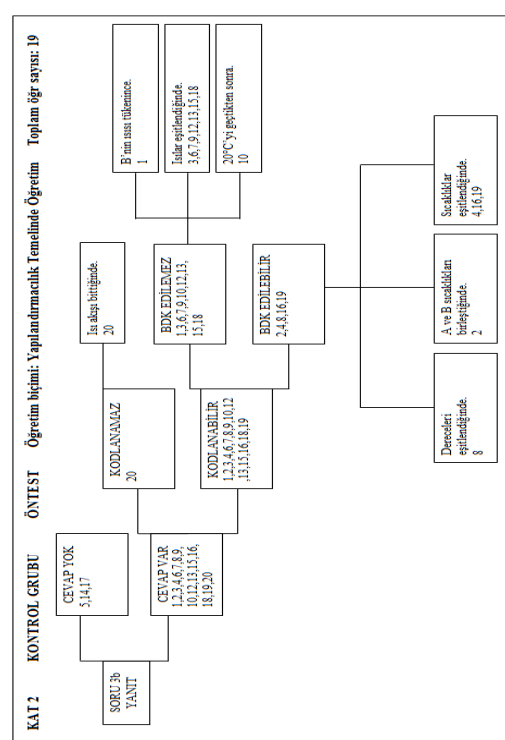 KAT 2 KONTROL GRUBU ÖNTEST Öğretim biçimi: Yapılandırmacılık Temelinde Öğretim Toplam öğr sayısı: 19
SORU 3b
YANIT
CEVAP YOK
5,14,17
CEVAP VAR
1,2,3,4,6,7,8,9,
10,12,13,15,16,
18,19,20
KODLANAMAZ
20
KODLANABİLİR
1,2,3,4,6,7,8,9,10,12
,13,15,16,18,19
Isı akışı bittiğinde.
20
BDK EDİLEMEZ
1,3,6,7,9,10,12,13,
15,18
BDK EDİLEBİLİR
2,4,8,16,19
B'nin ısısı tükenince.
1
Isılar eşitlendiğinde.
3,6,7,9,12,13,15,18
20°C'yi geçtikten sonra.
10
Dereceleri
eşitlendiğinde.
8
A ve B sıcaklıkları
birleştiğinde.
2
Sıcaklıklar
eşitlendiğinde.
4,16,19